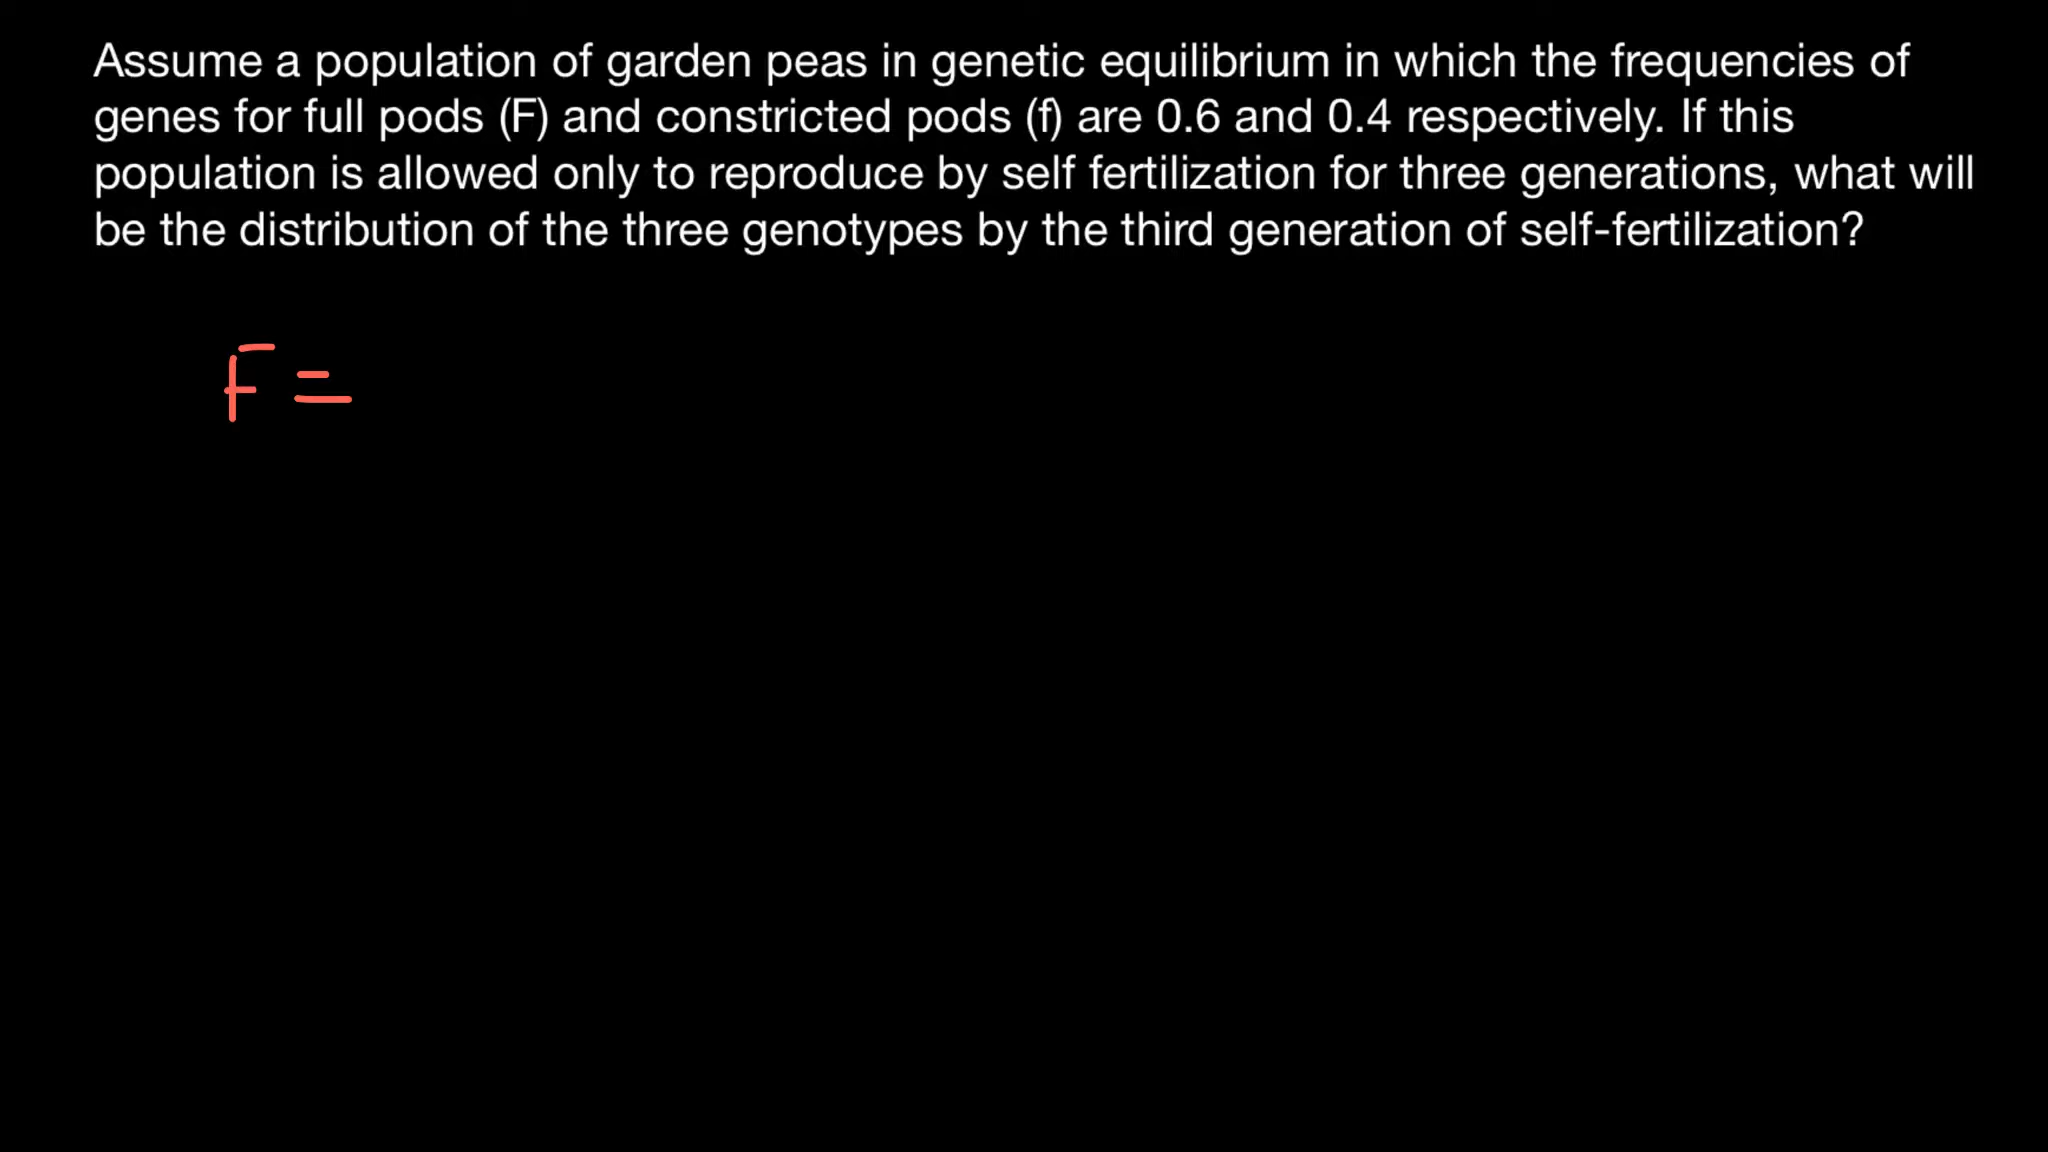 Assume a population of garden peas in genetic equilibrium in which the frequencies of
genes for full pods (F) and constricted pods (f) are 0.6 and 0.4 respectively. If this
population is allowed only to reproduce by self fertilization for three generations, what will
be the distribution of the three genotypes by the third generation of self-fertilization?
F =